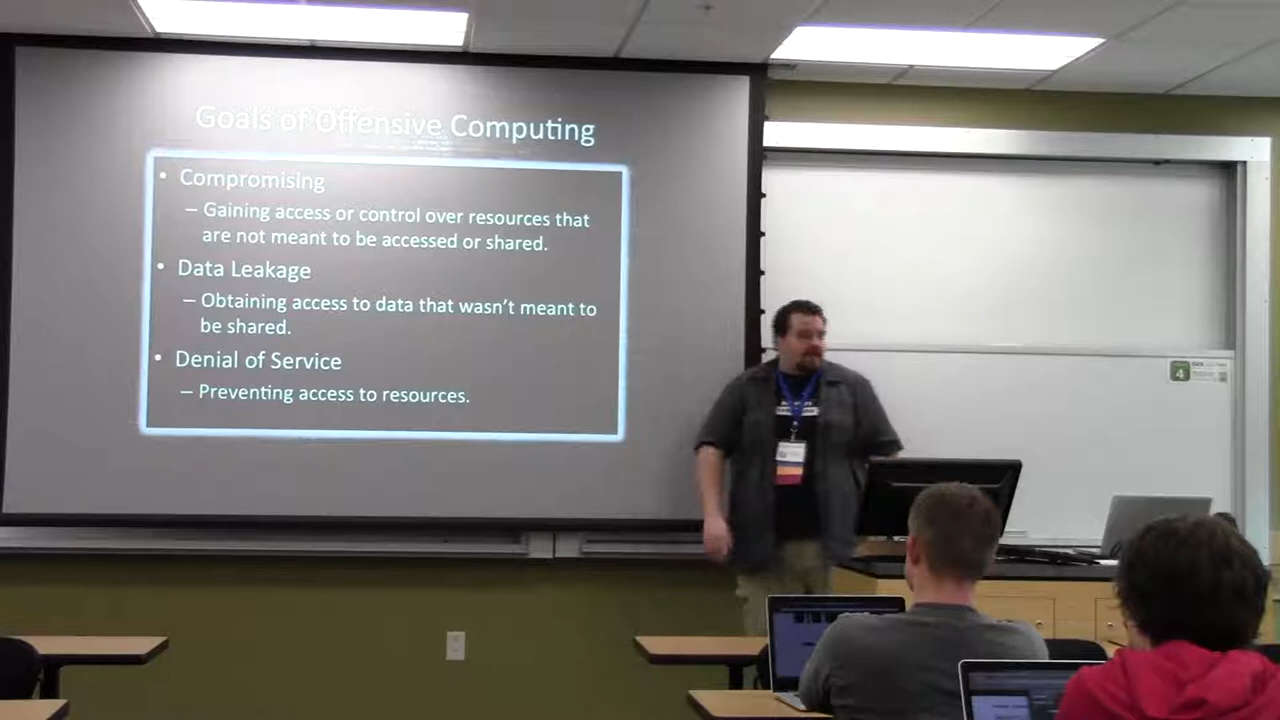 Goals of Offensive Computing
• Compromising
– Gaining access or control over resources that
are not meant to be accessed or shared.
• Data Leakage
– Obtaining access to data that wasn't meant to
be shared.
• Denial of Service
– Preventing access to resources.
4